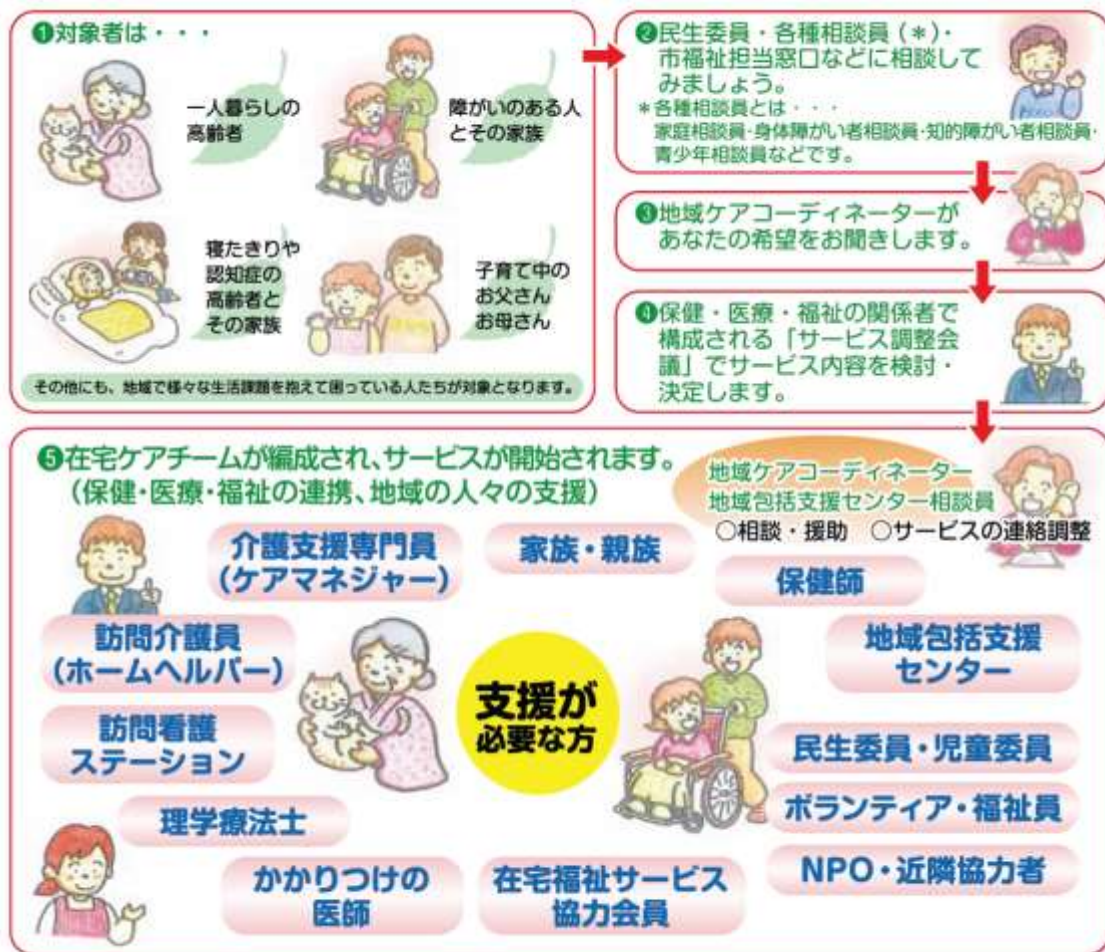 ❶対象者は・・・
一人暮らしの
高齢者
障がいのある人
とその家族
寝たきりや
認知症の
高齢者と
その家族
子育て中の
お父さん
お母さん
その他にも、地域で様々な生活課題を抱えて困っている人たちが対象となります。
❷民生委員・各種相談員(*)・
市福祉担当窓口などに相談して
みましょう。
*各種相談員とは・・・
家庭相談員・身体障がい者相談員・知的障がい者相談員・
青少年相談員などです。
❸地域ケアコーディネーターが
あなたの希望をお聞きします。
❹保健・医療・福祉の関係者で
構成される「サービス調整会
議」でサービス内容を検討・
決定します。
❺在宅ケアチームが編成され、サービスが開始されます。
(保健・医療・福祉の連携、地域の人々の支援)
地域ケアコーディネーター
地域包括支援センター相談員
○相談・援助 ○サービスの連絡調整
介護支援専門員
(ケアマネジャー)
家族・親族
保健師
訪問介護員
(ホームヘルパー)
地域包括支援
センター
支援が
必要な方
訪問看護
ステーション
民生委員・児童委員
ボランティア・福祉員
理学療法士
NPO・近隣協力者
かかりつけの
医師
在宅福祉サービス
協力会員